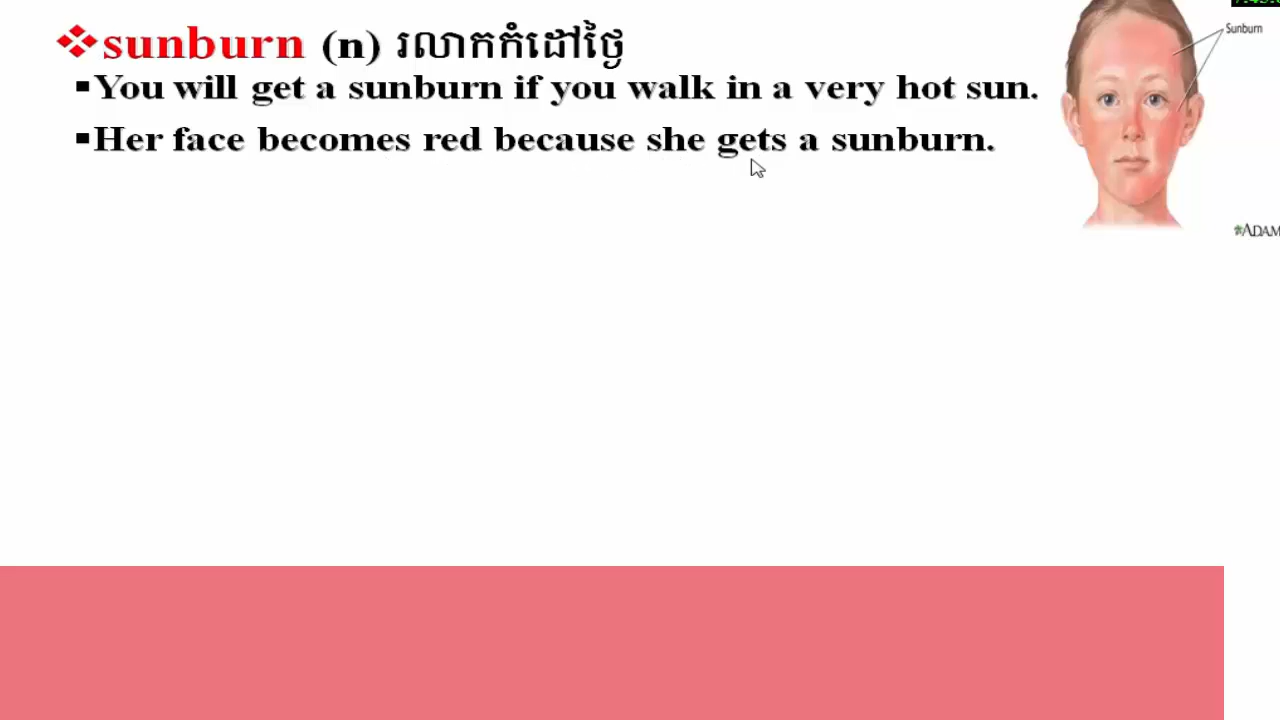 ❖sunburn (n) រលាកកំដៅថ្ងៃ
▪You will get a sunburn if you walk in a very hot sun.
▪Her face becomes red because she gets a sunburn.
Sunburn
ADAM